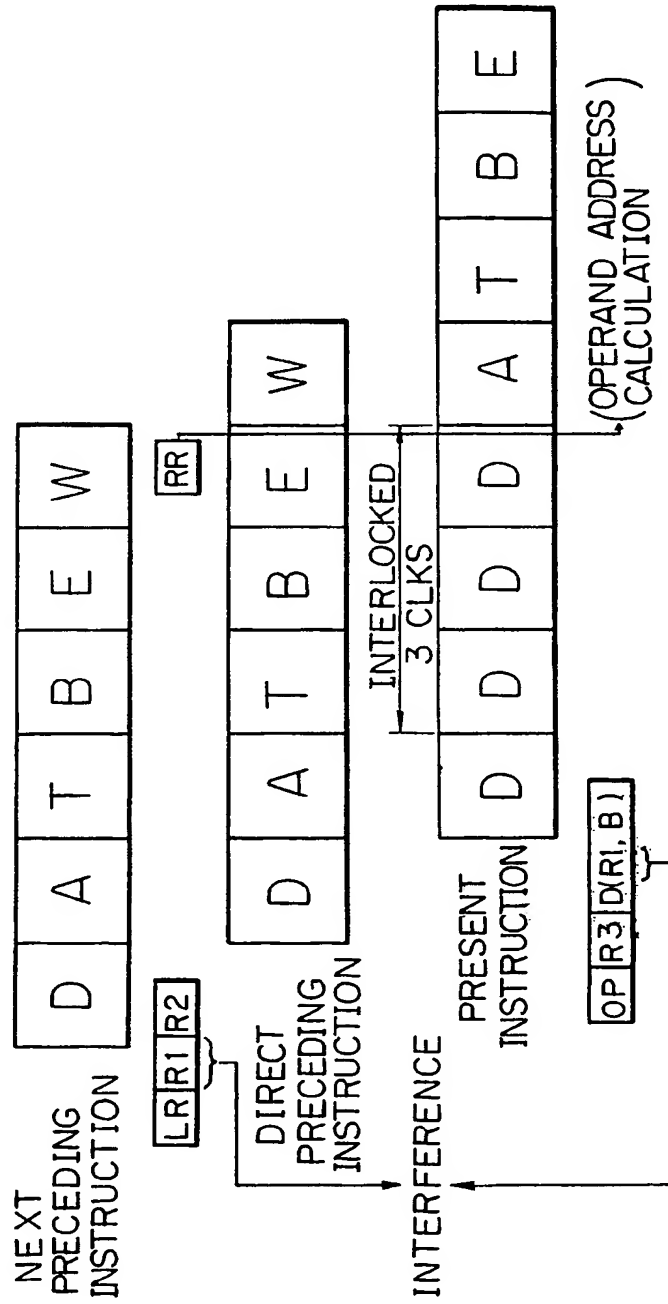 NEXT
PRECEDING
INSTRUCTION
D A T B E W
LR R1 R2
RR
DIRECT
PRECEDING
INSTRUCTION
D A T B E W
INTERFERENCE
INTERLOCKED
3 CLKS
PRESENT
INSTRUCTION
D D D D A T B E
OP R3 D(R1, B)
(OPERAND ADDRESS
CALCULATION)